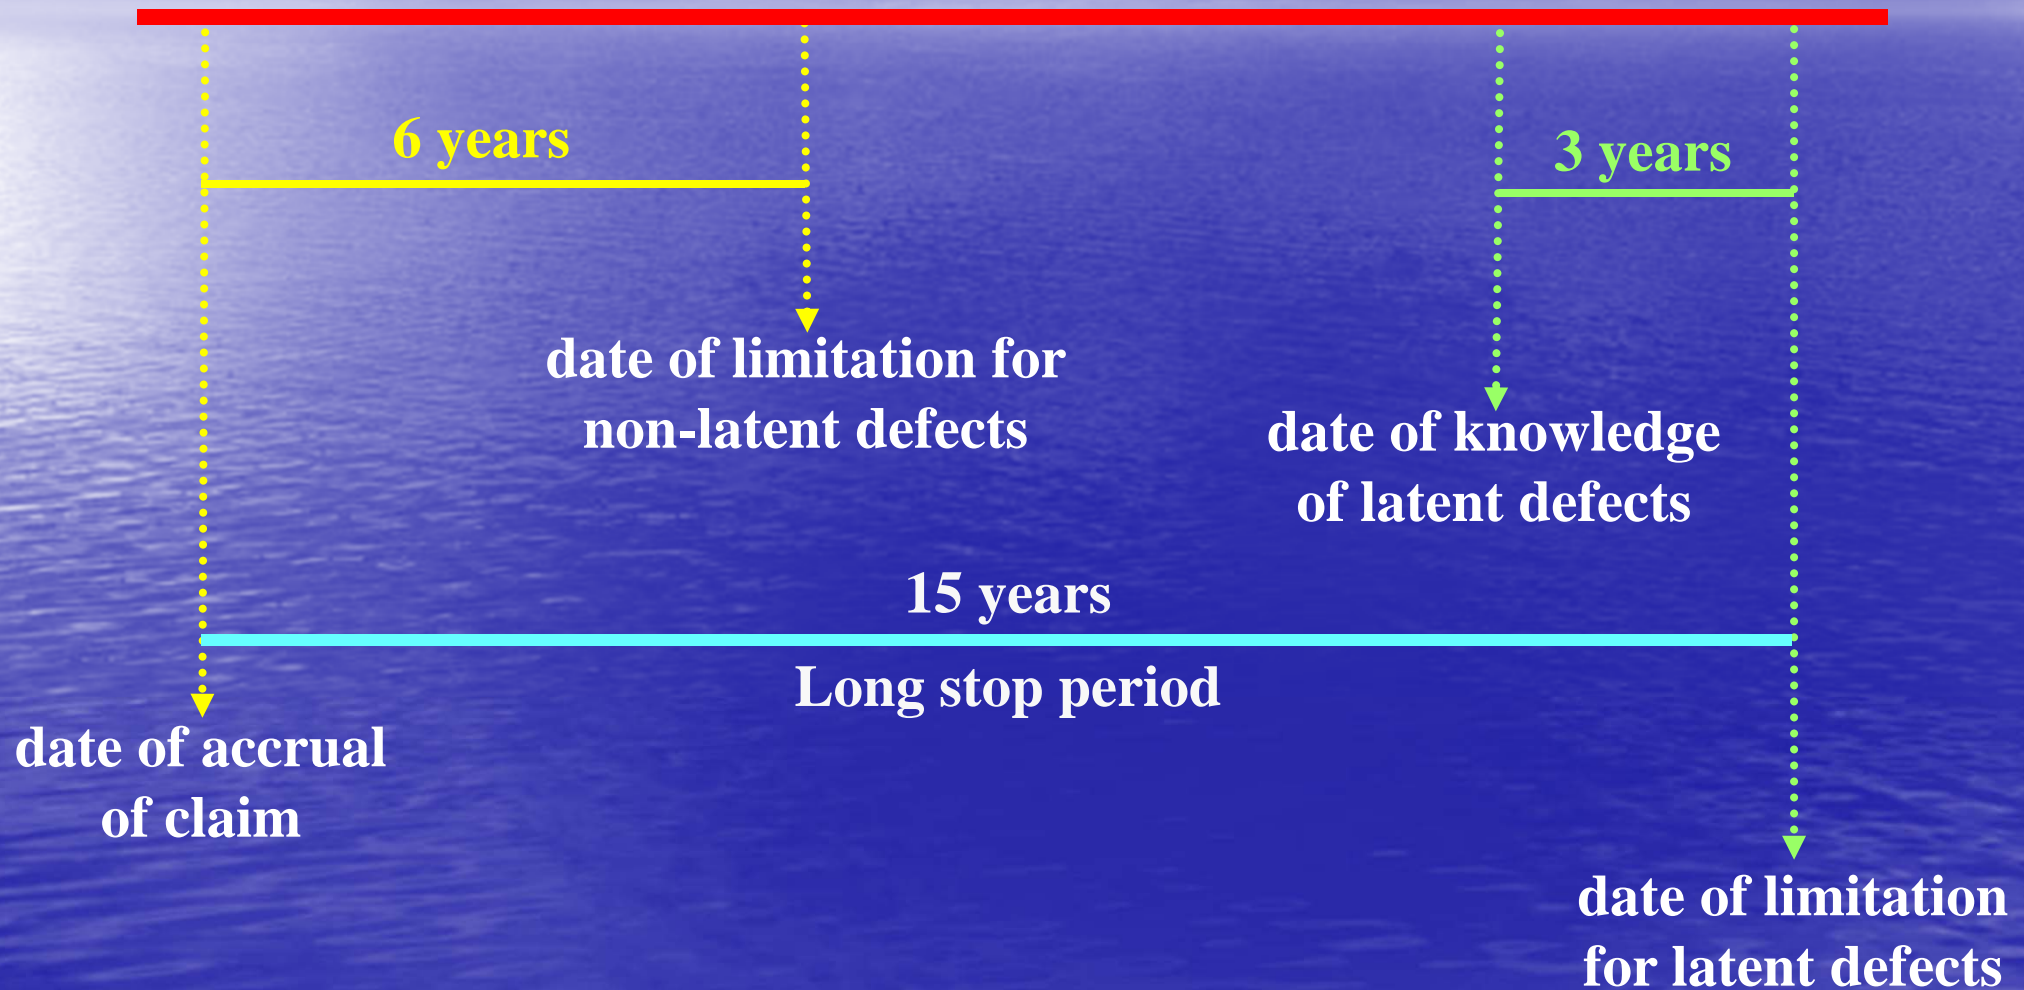 6 years
3 years
date of limitation for
non-latent defects
date of knowledge
of latent defects
15 years
Long stop period
date of accrual
of claim
date of limitation
for latent defects